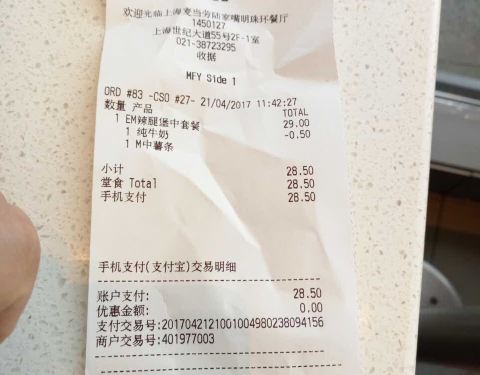 欢迎光临上海麦当劳陆家嘴明珠环餐厅
1450127
上海世纪大道55号2F-1室
021-38723295
收据
MFY Side 1
ORD #83 -CSO #27- 21/04/2017 11:42:27
数量 产品 TOTAL
1 EM辣腿堡中套餐 29.00
1 纯牛奶 -0.50
1 M中薯条
小计 28.50
堂食 Total 28.50
手机支付 28.50
手机支付(支付宝)交易明细
账户支付: 28.50
优惠金额: 0.00
支付交易号:2017042121001004980238094156
商户交易号:401977003